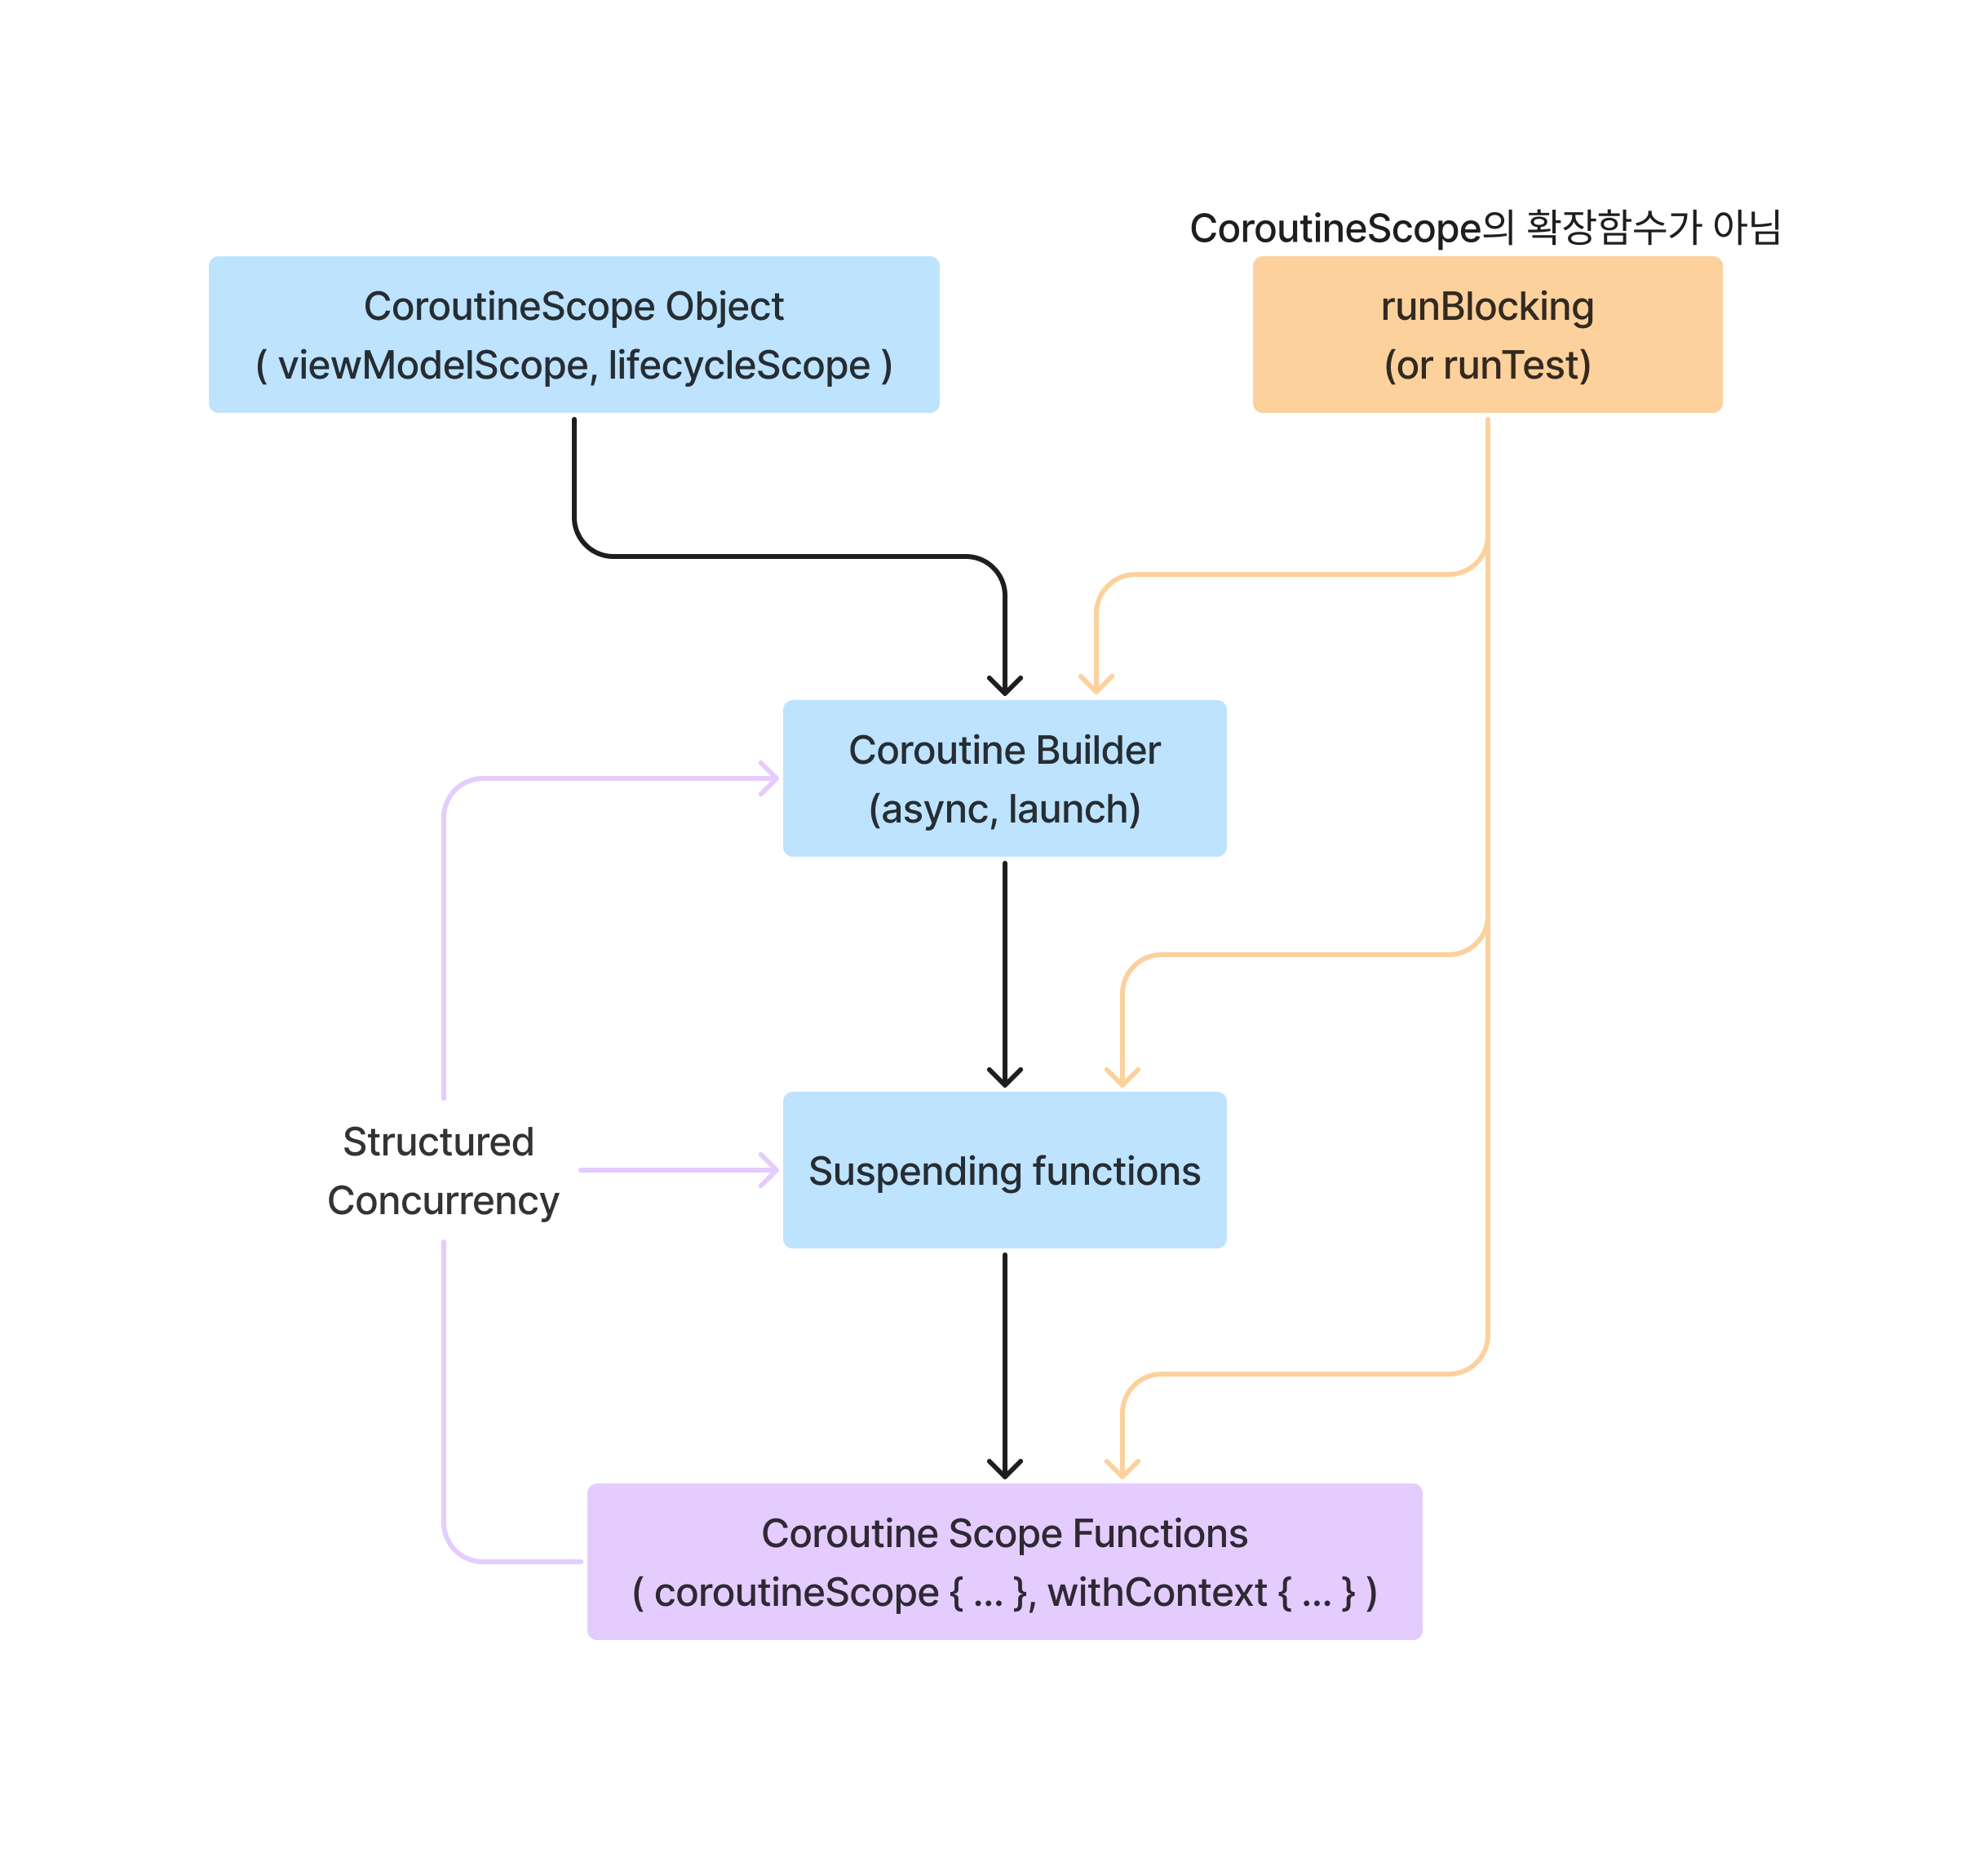 CoroutineScope의 확장함수가 아님
CoroutineScope Object
( viewModelScope, lifecycleScope )
runBlocking
(or runTest)
Coroutine Builder
(async, launch)
Structured
Concurrency
Suspending functions
Coroutine Scope Functions
( coroutineScope { ... }, withContext { ... } )